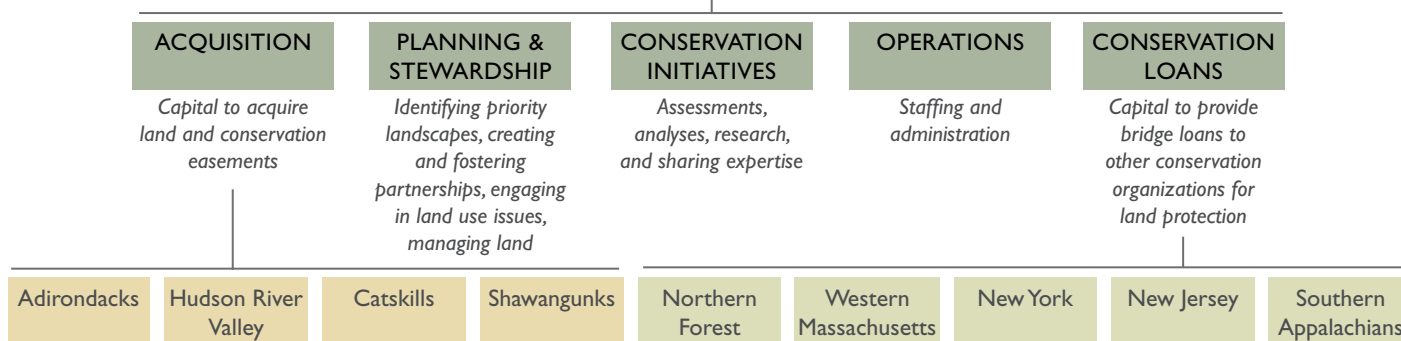 ACQUISITION
Capital to acquire
land and conservation
easements
PLANNING &
STEWARDSHIP
Identifying priority
landscapes, creating
and fostering
partnerships, engaging
in land use issues,
managing land
CONSERVATION
INITIATIVES
Assessments,
analyses, research,
and sharing expertise
OPERATIONS
Staffing and
administration
CONSERVATION
LOANS
Capital to provide
bridge loans to
other conservation
organizations for
land protection
Adirondacks
Hudson River
Valley
Catskills
Shawangunks
Northern
Forest
Western
Massachusetts
New York
New Jersey
Southern
Appalachians